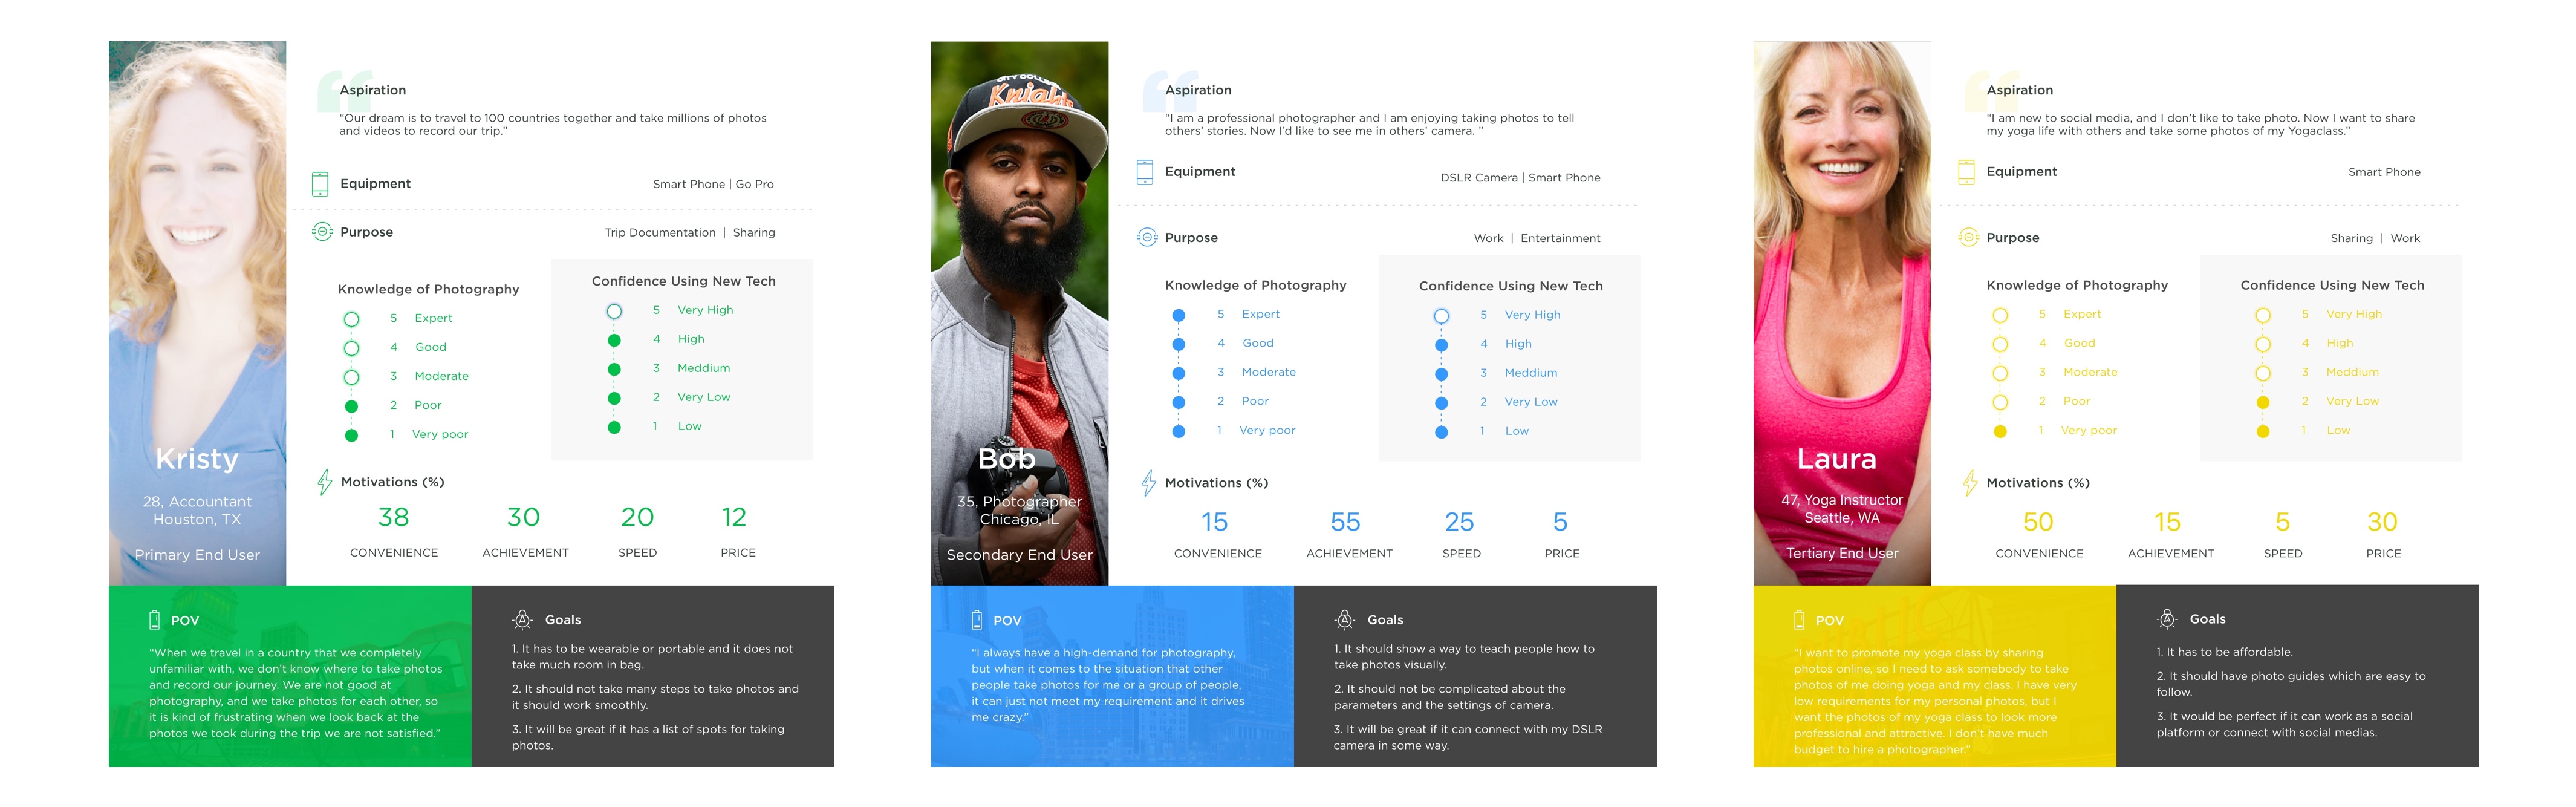 Kristy
28, Accountant
Houston, TX
Primary End User
Aspiration
“Our dream is to travel to 100 countries together and take millions of photos
and videos to record our trip.”
Equipment
Smart Phone | Go Pro
Purpose
Trip Documentation | Sharing
Knowledge of Photography
5 Expert
4 Good
3 Moderate
2 Poor
1 Very poor
Confidence Using New Tech
5 Very High
4 High
3 Meddium
2 Very Low
1 Low
Motivations (%)
38 30 20 12
CONVENIENCE ACHIEVEMENT SPEED PRICE
POV
“When we travel in a country that we completely
unfamiliar with, we don’t know where to take photos
and record our journey. We are not good at
photography, and we take photos for each other, so
it is kind of frustrating when we look back at the
photos we took during the trip we are not satisfied.”
Goals
1. It has to be wearable or portable and it does not
take much room in bag.
2. It should not take many steps to take photos and
it should work smoothly.
3. It will be great if it has a list of spots for taking
photos.
Knights
Bob
35, Photographer
Chicago, IL
Secondary End User
Aspiration
“I am a professional photographer and I am enjoying taking photos to tell
others’ stories. Now I’d like to see me in others’ camera. ”
Equipment
DSLR Camera | Smart Phone
Purpose
Work | Entertainment
Knowledge of Photography
5 Expert
4 Good
3 Moderate
2 Poor
1 Very poor
Confidence Using New Tech
5 Very High
4 High
3 Meddium
2 Very Low
1 Low
Motivations (%)
15 55 25 5
CONVENIENCE ACHIEVEMENT SPEED PRICE
POV
“I always have a high-demand for photography,
but when it comes to the situation that other
people take photos for me or a group of people,
it can just not meet my requirement and it drives
me crazy.”
Goals
1. It should show a way to teach people how to
take photos visually.
2. It should not be complicated about the
parameters and the settings of camera.
3. It will be great if it can connect with my DSLR
camera in some way.
Laura
47, Yoga Instructor
Seattle, WA
Tertiary End User
Aspiration
“I am new to social media, and I don’t like to take photo. Now I want to share
my yoga life with others and take some photos of my Yogaclass.”
Equipment
Smart Phone
Purpose
Sharing | Work
Knowledge of Photography
5 Expert
4 Good
3 Moderate
2 Poor
1 Very poor
Confidence Using New Tech
5 Very High
4 High
3 Meddium
2 Very Low
1 Low
Motivations (%)
50 15 5 30
CONVENIENCE ACHIEVEMENT SPEED PRICE
POV
“I want to promote my yoga class by sharing
photos online, so I need to ask somebody to take
photos of me doing yoga and my class. I have very
low requirements for my personal photos, but I
want the photos of my yoga class to look more
professional and attractive. I don’t have much
budget to hire a photographer.”
Goals
1. It has to be affordable.
2. It should have photo guides which are easy to
follow.
3. It would be perfect if it can work as a social
platform or connect with social medias.